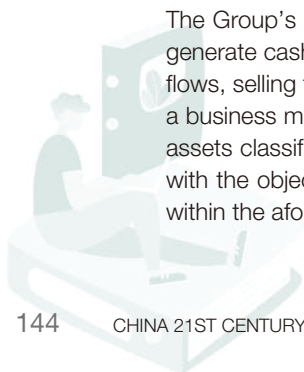 The Group's
generate cash
flows, selling
a business m
assets classif
with the objec
within the afo
144 CHINA 21ST CENTURY